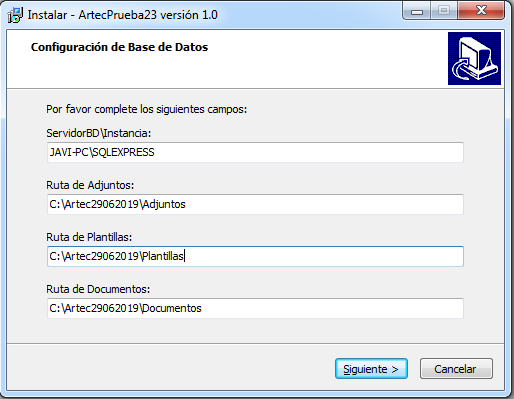 Instalar - ArtecPrueba23 versión 1.0
Configuración de Base de Datos
Por favor complete los siguientes campos:
ServidorBD\Instancia:
JAVI-PC\SQLEXPRESS
Ruta de Adjuntos:
C:\Artec29062019\Adjuntos
Ruta de Plantillas:
C:\Artec29062019\Plantillas
Ruta de Documentos:
C:\Artec29062019\Documentos
Siguiente > Cancelar